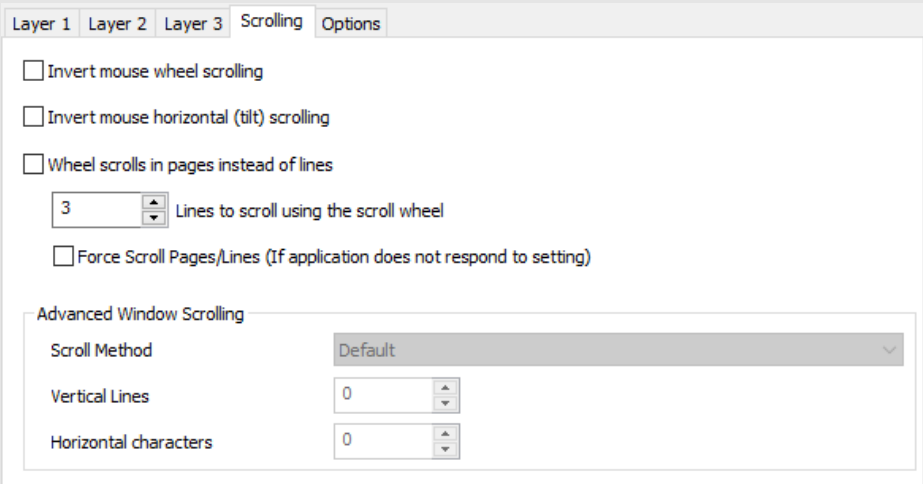 Layer 1 Layer 2 Layer 3 Scrolling Options
Invert mouse wheel scrolling
Invert mouse horizontal (tilt) scrolling
Wheel scrolls in pages instead of lines
3 Lines to scroll using the scroll wheel
Force Scroll Pages/Lines (If application does not respond to setting)
Advanced Window Scrolling
Scroll Method Default
Vertical Lines 0
Horizontal characters 0